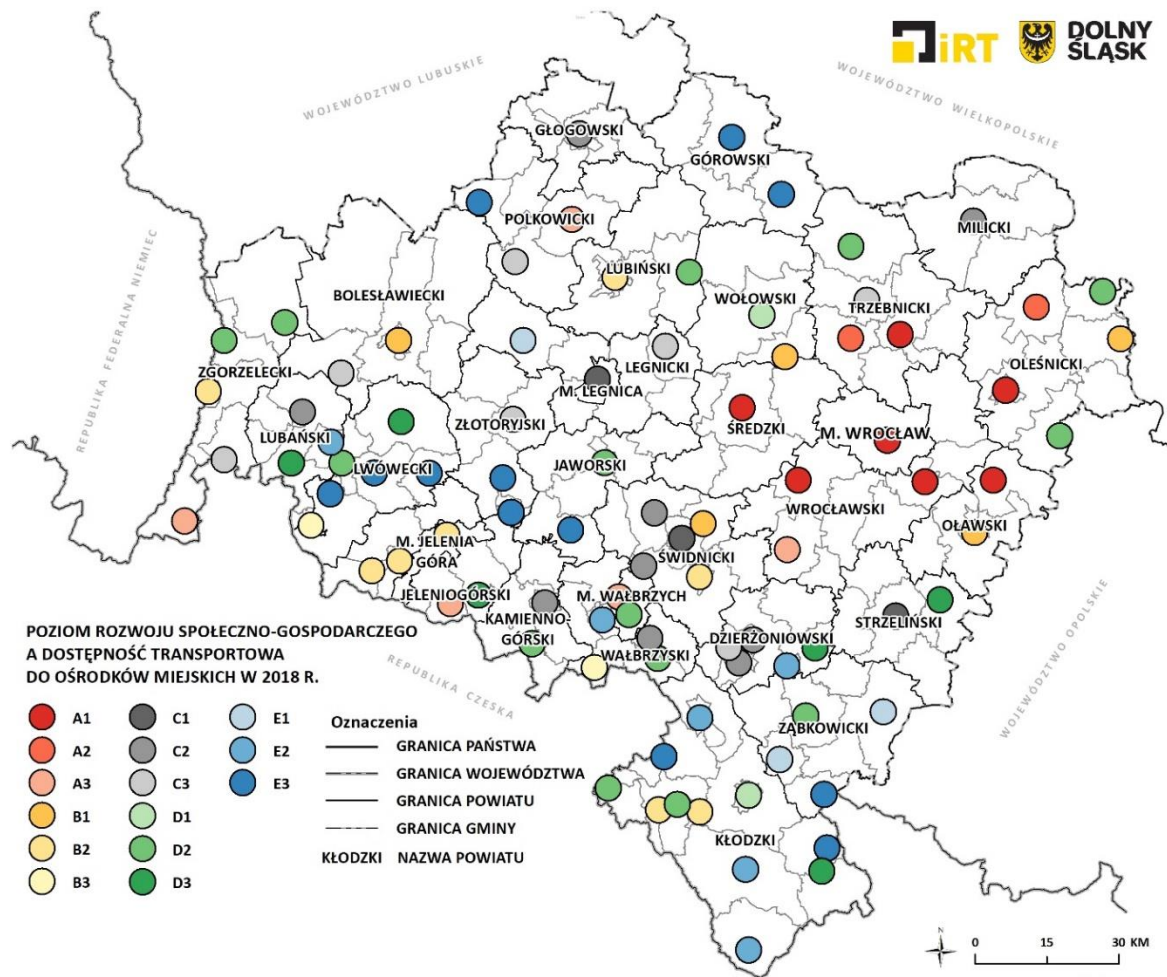 iRT
DOLNY
ŚLĄSK
WOJEWÓDZTWO LUBUSKIE
WOJEWÓDZTWO WIELKOPOLSKIE
GŁOGOWSKI
GÓROWSKI
POLKOWICKI
MILICKI
REPUBLIKA FEDERALNA NIEMIEC
LUBIŃSKI
BOLESŁAWIECKI
WOŁOWSKI
TRZEBNICKI
OLEŚNICKI
ZGORZELECKI
LEGNICKI
M. LEGNICA
LUBAŃSKI
ZŁOTORYJSKI
ŚREDZKI
M. WROCŁAW
LWÓWECKI
JAWORSKI
WROCŁAWSKI
OŁAWSKI
M. JELENIA
GÓRA
ŚWIDNICKI
JELENIOGÓRSKI
M. WAŁBRZYCH
KAMIENNO-
GÓRSKI
DZIERŻONIOWSKI
STRZELIŃSKI
WAŁBRZYSKI
REPUBLIKA CZESKA
WOJEWÓDZTWO OPOLSKIE
ZĄBKOWICKI
KŁODZKI
POZIOM ROZWOJU SPOŁECZNO-GOSPODARCZEGO
A DOSTĘPNOŚĆ TRANSPORTOWA
DO OŚRODKÓW MIEJSKICH W 2018 R.
A1
A2
A3
B1
B2
B3
C1
C2
C3
D1
D2
D3
E1
E2
E3
Oznaczenia
GRANICA PAŃSTWA
GRANICA WOJEWÓDZTWA
GRANICA POWIATU
GRANICA GMINY
KŁODZKI NAZWA POWIATU
N
0 15 30 KM